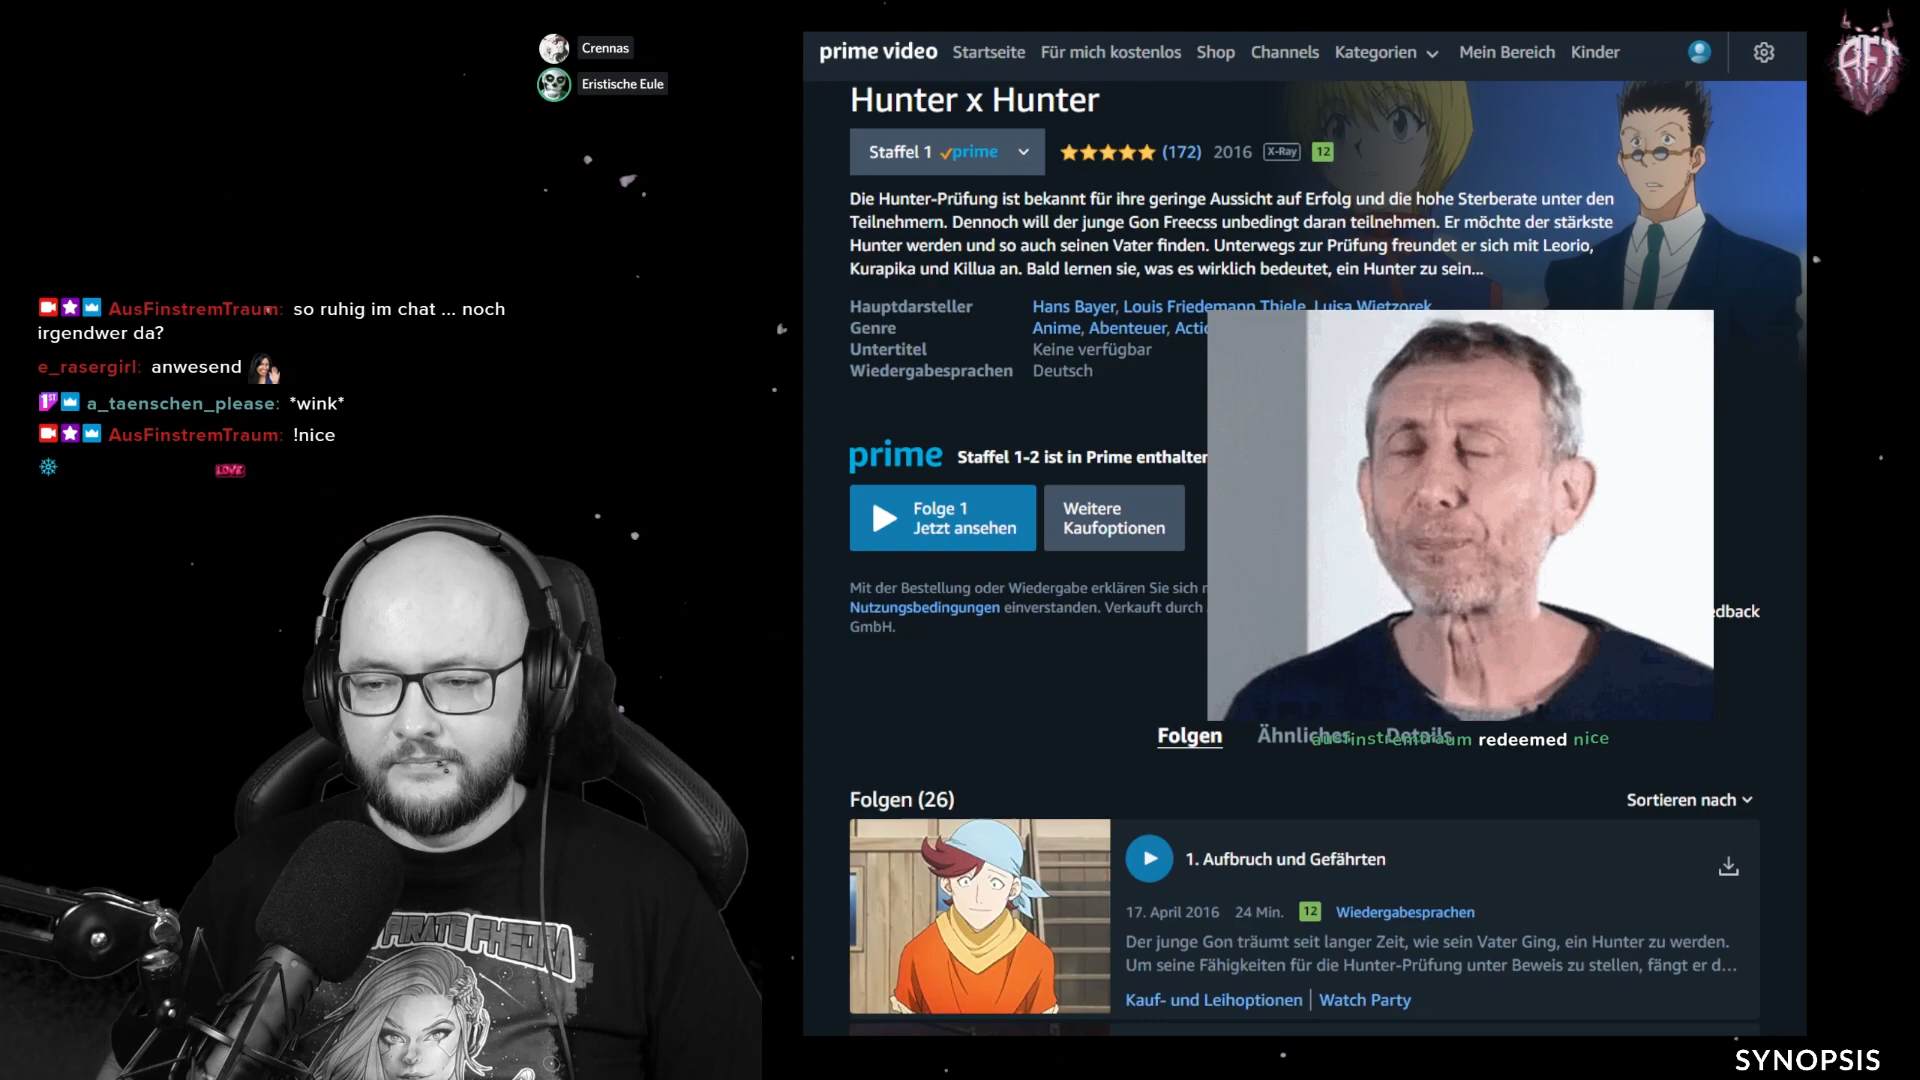 Crennas
Eristische Eule
AusFinstremTraum: so ruhig im chat ... noch
irgendwer da?
e_rasergirl: anwesend
1ST a_taenschen_please: *wink*
AusFinstremTraum: !nice
LOVE
prime video Startseite Für mich kostenlos Shop Channels Kategorien Mein Bereich Kinder
Hunter x Hunter
Staffel 1 prime (172) 2016 X-Ray 12
Die Hunter-Prüfung ist bekannt für ihre geringe Aussicht auf Erfolg und die hohe Sterberate unter den
Teilnehmern. Dennoch will der junge Gon Freecss unbedingt daran teilnehmen. Er möchte der stärkste
Hunter werden und so auch seinen Vater finden. Unterwegs zur Prüfung freundet er sich mit Leorio,
Kurapika und Killua an. Bald lernen sie, was es wirklich bedeutet, ein Hunter zu sein...
Hauptdarsteller Hans Bayer, Louis Friedemann Thiele, Luisa Wietzorek
Genre Anime, Abenteuer, Actio
Untertitel Keine verfügbar
Wiedergabesprachen Deutsch
prime Staffel 1-2 ist in Prime enthalten
Folge 1
Jetzt ansehen
Weitere
Kaufoptionen
Mit der Bestellung oder Wiedergabe erklären Sie sich
Nutzungsbedingungen einverstanden. Verkauft durch
GmbH.
edback
Folgen Ähnliches Details
ausfinstremtraum redeemed nice
Folgen (26) Sortieren nach
1. Aufbruch und Gefährten
17. April 2016 24 Min. 12 Wiedergabesprachen
Der junge Gon träumt seit langer Zeit, wie sein Vater Ging, ein Hunter zu werden.
Um seine Fähigkeiten für die Hunter-Prüfung unter Beweis zu stellen, fängt er d...
Kauf- und Leihoptionen | Watch Party
SYNOPSIS